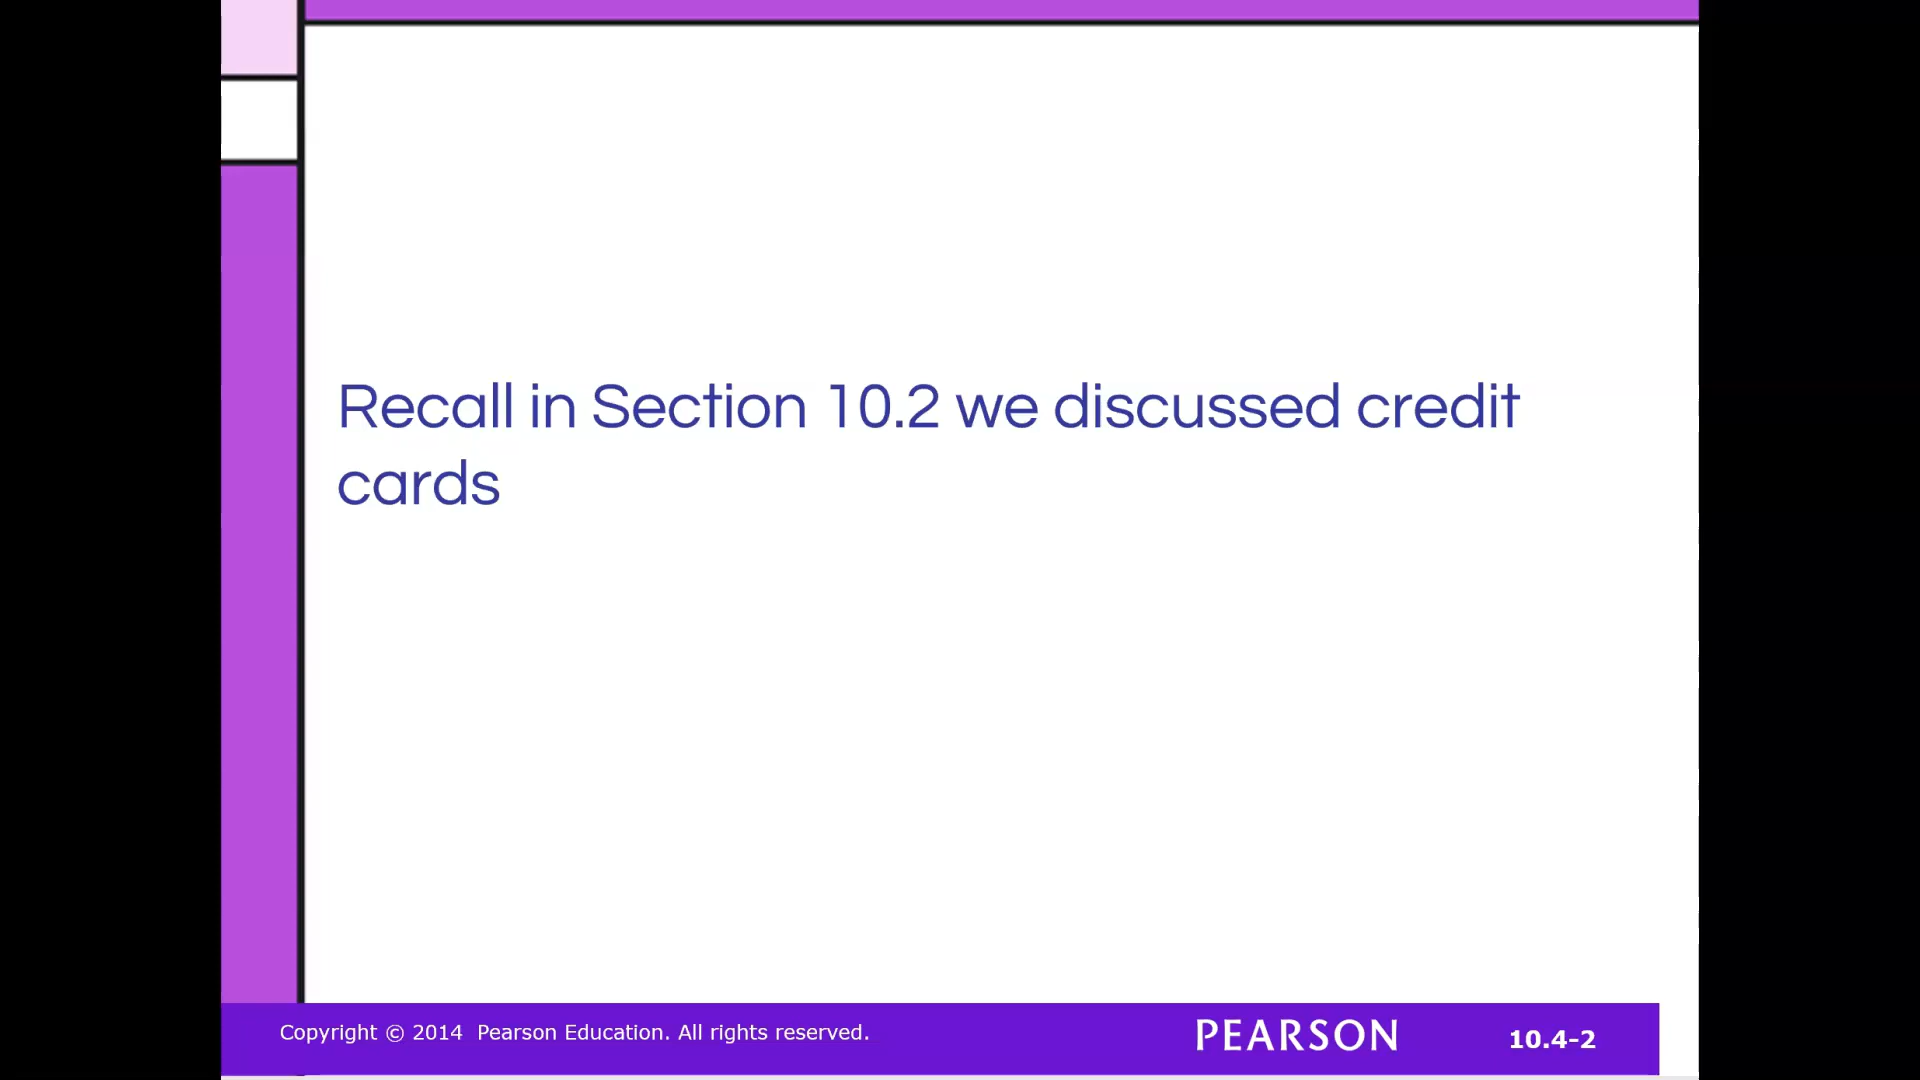 Recall in Section 10.2 we discussed credit
cards
Copyright © 2014 Pearson Education. All rights reserved.
PEARSON
10.4-2